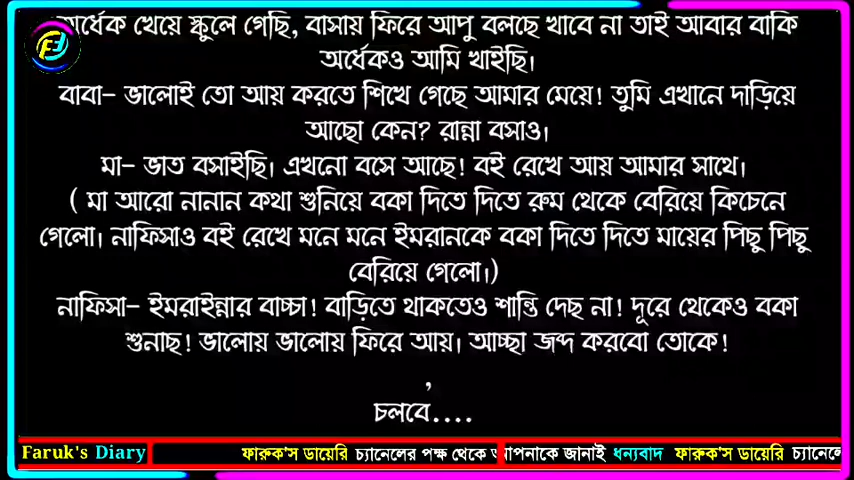 অর্ধেক খেয়ে স্কুলে গেছি, বাসায় ফিরে আপু বলছে খাবে না তাই আবার বাকি
অর্ধেকও আমি খাইছি।
বাবা– ভালোই তো আয় করতে শিখে গেছে আমার মেয়ে! তুমি এখানে দাড়িয়ে
আছো কেন? রান্না বসাও।
মা– ভাত বসাইছি। এখনো বসে আছে! বই রেখে আয় আমার সাথে।
( মা আরো নানান কথা শুনিয়ে বকা দিতে দিতে রুম থেকে বেরিয়ে কিচেনে
গেলো। নাফিসাও বই রেখে মনে মনে ইমরানকে বকা দিতে দিতে মায়ের পিছু পিছু
বেরিয়ে গেলো।)
নাফিসা– ইমরাইন্নার বাচ্চা! বাড়িতে থাকতেও শান্তি দেছ না! দূরে থেকেও বকা
শুনাছ! ভালোয় ভালোয় ফিরে আয়। আচ্ছা জব্দ করবো তোকে!
,
চলবে....
Faruk's Diary ফারুক'স ডায়েরি চ্যানেলের পক্ষ থেকে আপনাকে জানাই ধন্যবাদ ফারুক'স ডায়েরি